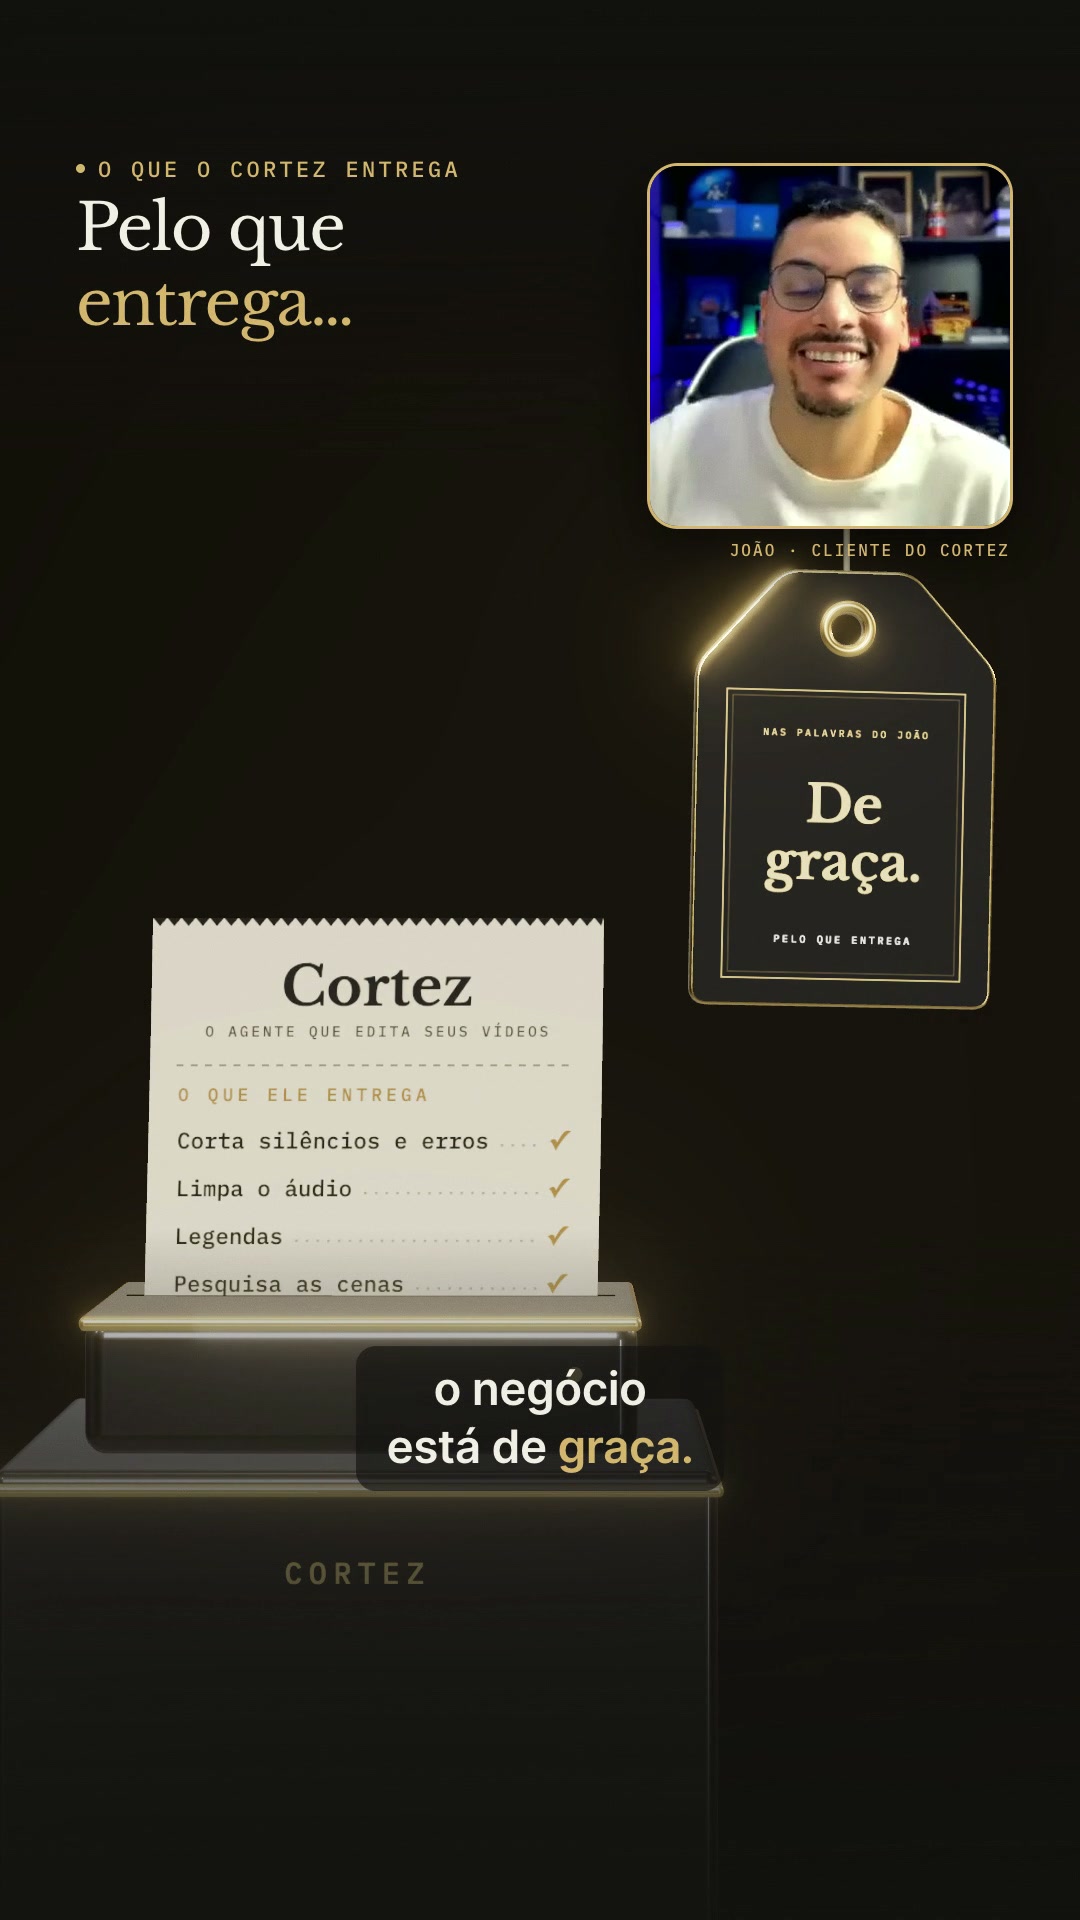 • O QUE O CORTEZ ENTREGA
Pelo que
entrega...
JOÃO · CLIENTE DO CORTEZ
NAS PALAVRAS DO JOÃO
De
graça.
PELO QUE ENTREGA
Cortez
O AGENTE QUE EDITA SEUS VÍDEOS
O QUE ELE ENTREGA
Corta silêncios e erros .... ✓
Limpa o áudio ................. ✓
Legendas ........................ ✓
Pesquisa as cenas ............ ✓
o negócio
está de graça.
CORTEZ